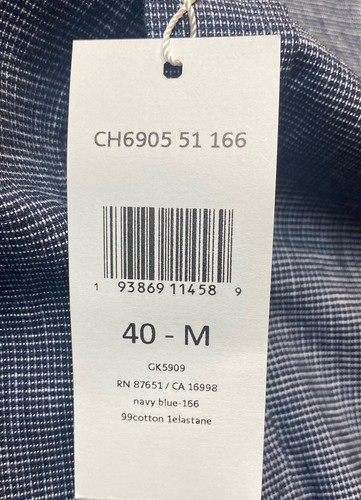 CH6905 51 166
1 93869 11458 9
40 - M
GK5909
RN 87651 / CA 16998
navy blue-166
99cotton 1elastane